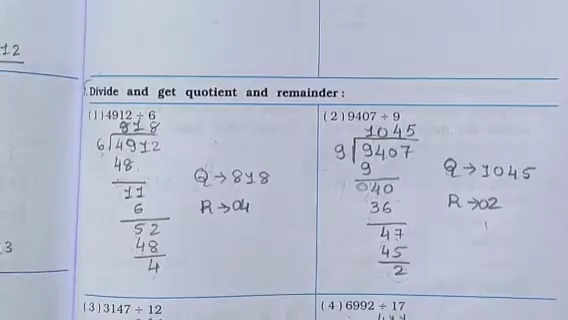 12
Divide and get quotient and remainder :
(1) 4912 ÷ 6
818
6 4912
48
11
6
52
48
4
Q → 818
R → 04
(2) 9407 ÷ 9
1045
9 9407
9
040
36
47
45
2
Q → 1045
R → 02
3
(3) 3147 ÷ 12
(4) 6992 ÷ 17